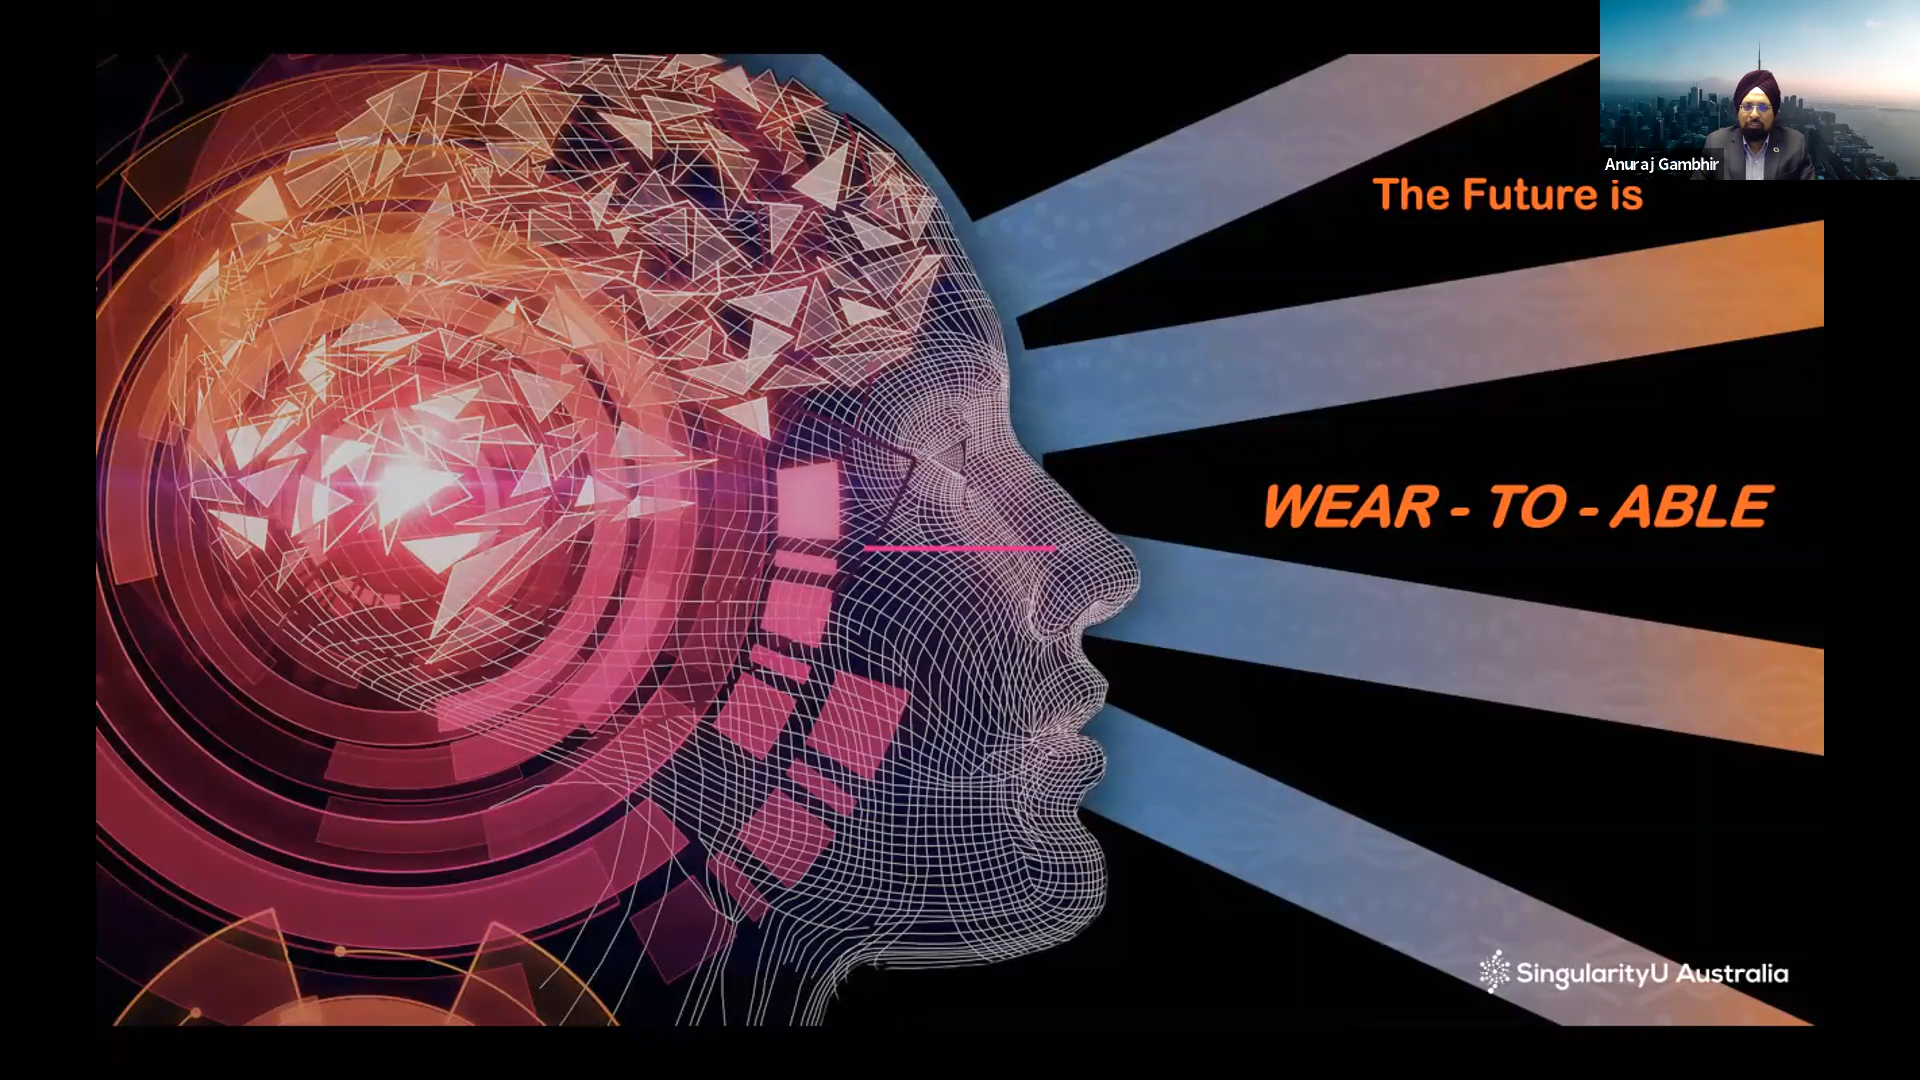 Anuraj Gambhir
The Future is
WEAR - TO - ABLE
SingularityU Australia